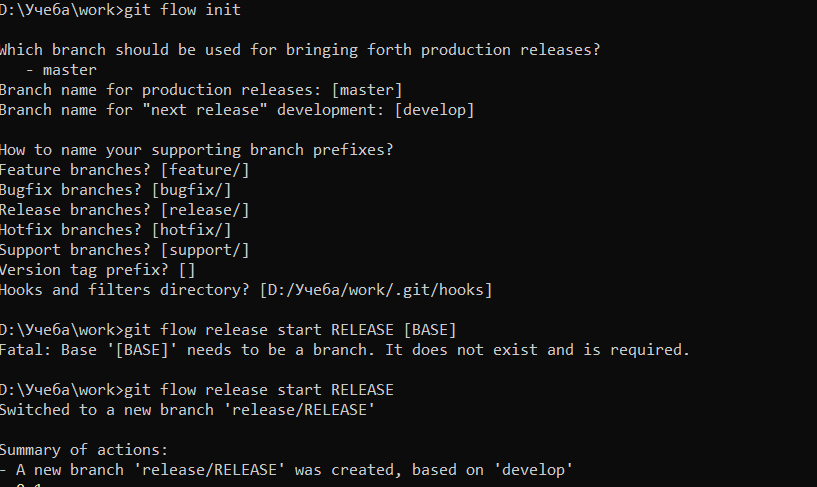 D:\Учеба\work>git flow init
Which branch should be used for bringing forth production releases?
- master
Branch name for production releases: [master]
Branch name for "next release" development: [develop]
How to name your supporting branch prefixes?
Feature branches? [feature/]
Bugfix branches? [bugfix/]
Release branches? [release/]
Hotfix branches? [hotfix/]
Support branches? [support/]
Version tag prefix? []
Hooks and filters directory? [D:/Учеба/work/.git/hooks]
D:\Учеба\work>git flow release start RELEASE [BASE]
Fatal: Base '[BASE]' needs to be a branch. It does not exist and is required.
D:\Учеба\work>git flow release start RELEASE
Switched to a new branch 'release/RELEASE'
Summary of actions:
- A new branch 'release/RELEASE' was created, based on 'develop'